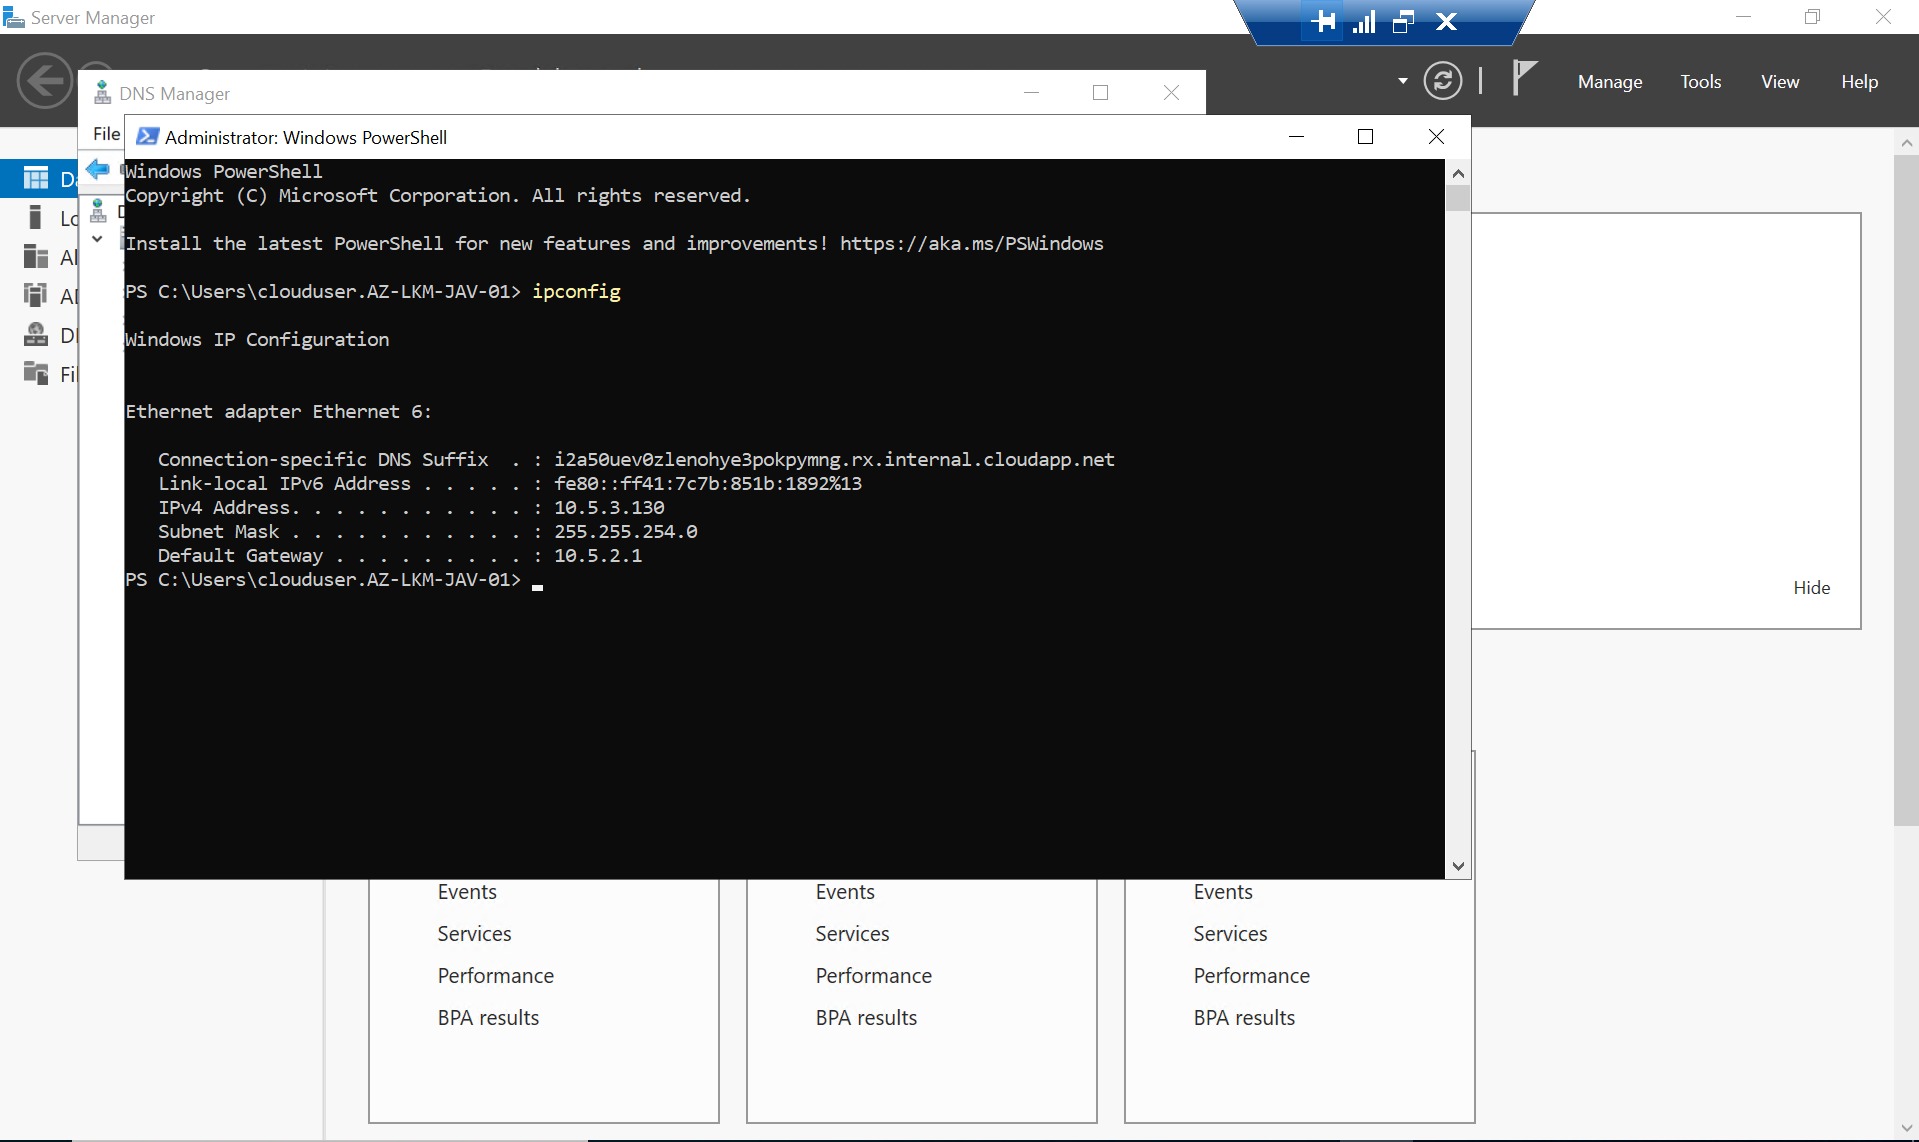 Server Manager
Manage
Tools
View
Help
DNS Manager
File
Administrator: Windows PowerShell
Windows PowerShell
Copyright (C) Microsoft Corporation. All rights reserved.
Install the latest PowerShell for new features and improvements! https://aka.ms/PSWindows
PS C:\Users\clouduser.AZ-LKM-JAV-01> ipconfig
Windows IP Configuration
Ethernet adapter Ethernet 6:
Connection-specific DNS Suffix  . : i2a50uev0zlenohye3pokpymng.rx.internal.cloudapp.net
Link-local IPv6 Address . . . . . : fe80::ff41:7c7b:851b:1892%13
IPv4 Address. . . . . . . . . . . : 10.5.3.130
Subnet Mask . . . . . . . . . . . : 255.255.254.0
Default Gateway . . . . . . . . . : 10.5.2.1
PS C:\Users\clouduser.AZ-LKM-JAV-01>
Hide
Events
Services
Performance
BPA results
Events
Services
Performance
BPA results
Events
Services
Performance
BPA results